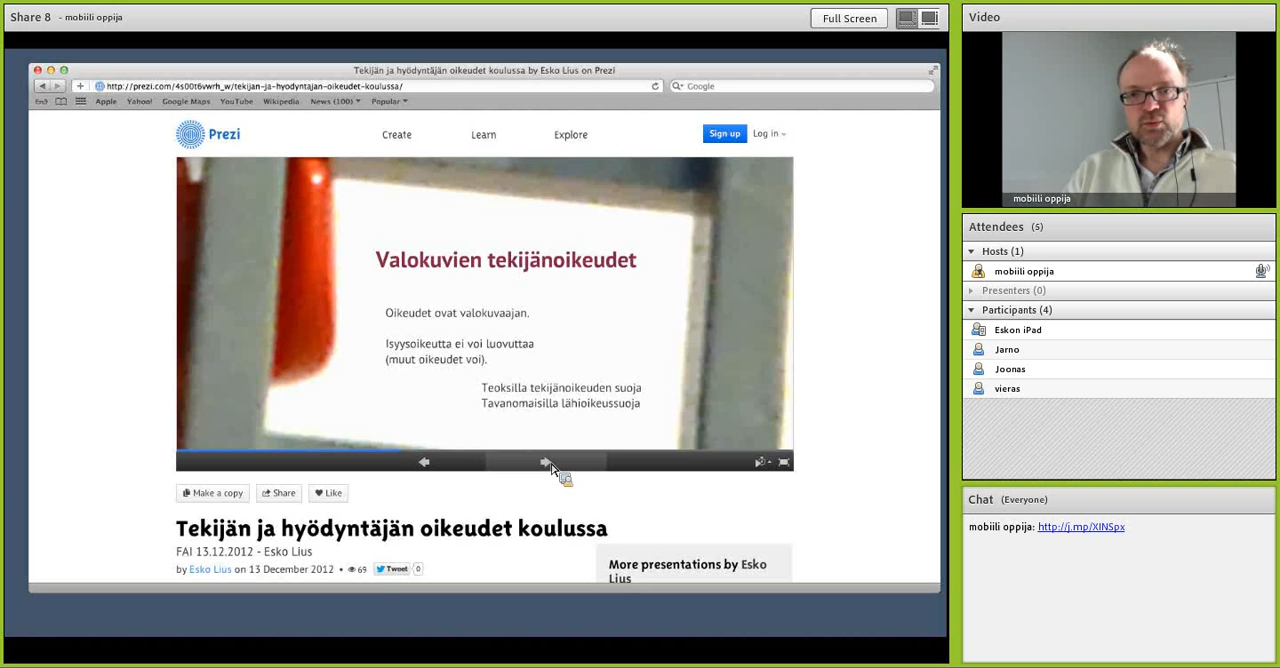 Share 8 - mobiili oppija
Full Screen
Tekijän ja hyödyntäjän oikeudet koulussa by Esko Lius on Prezi
http://prezi.com/4s00t6vwrh_w/tekijan-ja-hyodyntajan-oikeudet-koulussa/
Google
Apple Yahoo! Google Maps YouTube Wikipedia News (100) Popular
Prezi
Create Learn Explore
Sign up Log in
Valokuvien tekijänoikeudet
Oikeudet ovat valokuvaajan.
Isyysoikeutta ei voi luovuttaa
(muut oikeudet voi).
Teoksilla tekijänoikeuden suoja
Tavanomaisilla lähioikeussuoja
Make a copy Share Like
Tekijän ja hyödyntäjän oikeudet koulussa
FAI 13.12.2012 - Esko Lius
by Esko Lius on 13 December 2012 • 69 Tweet 0
More presentations by Esko
Lius
Video
mobiili oppija
Attendees (5)
Hosts (1)
mobiili oppija
Presenters (0)
Participants (4)
Eskon iPad
Jarno
Joonas
vieras
Chat (Everyone)
mobiili oppija: http://j.mp/XINSpx